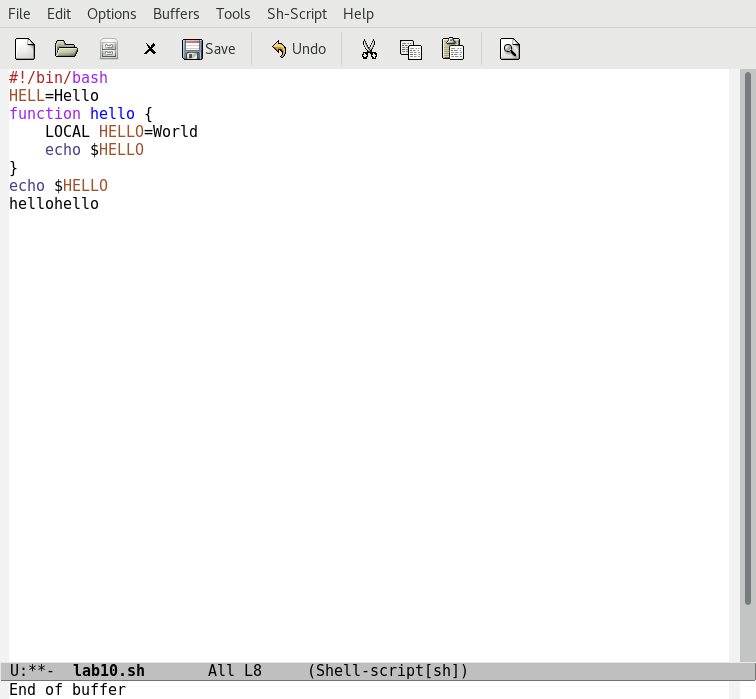 File Edit Options Buffers Tools Sh-Script Help
Save Undo
#!/bin/bash
HELL=Hello
function hello {
    LOCAL HELLO=World
    echo $HELLO
}
echo $HELLO
hellohello
U:**-  lab10.sh       All L8     (Shell-script[sh])
End of buffer